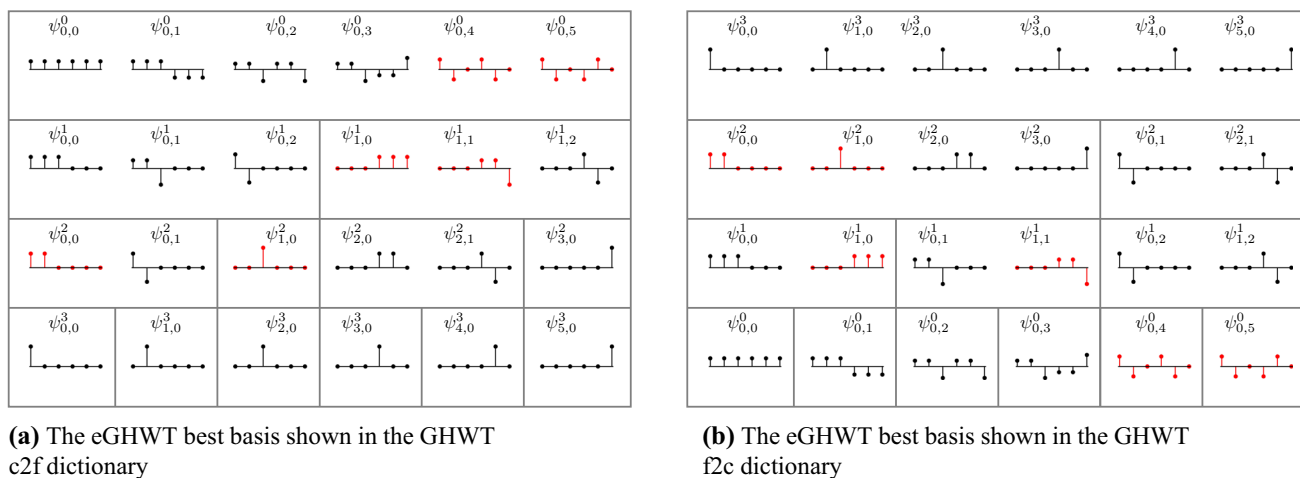 ψ^0_{0,0} ψ^0_{0,1} ψ^0_{0,2} ψ^0_{0,3} ψ^0_{0,4} ψ^0_{0,5}
ψ^1_{0,0} ψ^1_{0,1} ψ^1_{0,2} ψ^1_{1,0} ψ^1_{1,1} ψ^1_{1,2}
ψ^2_{0,0} ψ^2_{0,1} ψ^2_{1,0} ψ^2_{2,0} ψ^2_{2,1} ψ^2_{3,0}
ψ^3_{0,0} ψ^3_{1,0} ψ^3_{2,0} ψ^3_{3,0} ψ^3_{4,0} ψ^3_{5,0}
(a) The eGHWT best basis shown in the GHWT
c2f dictionary
ψ^3_{0,0} ψ^3_{1,0} ψ^3_{2,0} ψ^3_{3,0} ψ^3_{4,0} ψ^3_{5,0}
ψ^2_{0,0} ψ^2_{1,0} ψ^2_{2,0} ψ^2_{3,0} ψ^2_{0,1} ψ^2_{2,1}
ψ^1_{0,0} ψ^1_{1,0} ψ^1_{0,1} ψ^1_{1,1} ψ^1_{0,2} ψ^1_{1,2}
ψ^0_{0,0} ψ^0_{0,1} ψ^0_{0,2} ψ^0_{0,3} ψ^0_{0,4} ψ^0_{0,5}
(b) The eGHWT best basis shown in the GHWT
f2c dictionary